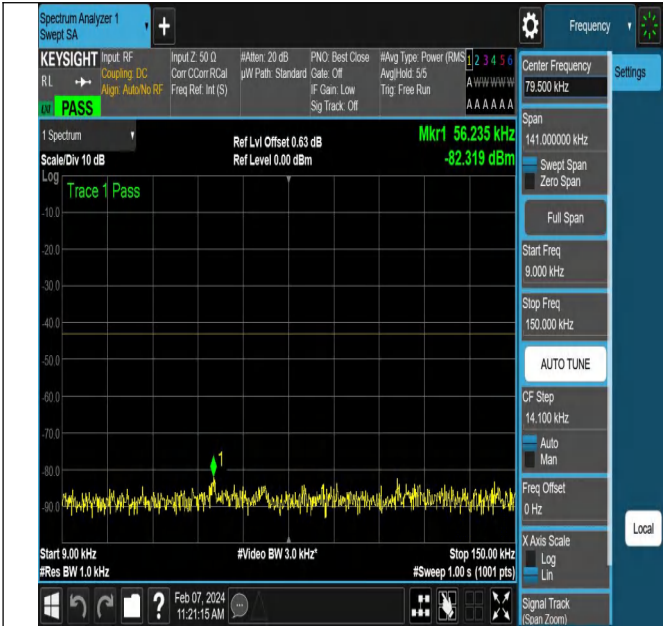 Spectrum Analyzer 1
Swept SA
+
Frequency
KEYSIGHT
RL
Input: RF
Coupling: DC
Align: Auto/No RF
Input Z: 50 Ω
Corr CCorr RCal
Freq Ref: Int (S)
#Atten: 20 dB
µW Path: Standard
PNO: Best Close
Gate: Off
IF Gain: Low
Sig Track: Off
#Avg Type: Power (RMS
Avg|Hold: 5/5
Trig: Free Run
1 2 3 4 5 6
A W W W W W
A A A A A A
PASS
1 Spectrum
Scale/Div 10 dB
Ref Lvl Offset 0.63 dB
Ref Level 0.00 dBm
Mkr1 56.235 kHz
-82.319 dBm
Log
Trace 1 Pass
-10.0
-20.0
-30.0
-40.0
-50.0
-60.0
-70.0
-80.0
-90.0
1
Start 9.00 kHz
#Res BW 1.0 kHz
#Video BW 3.0 kHz*
Stop 150.00 kHz
#Sweep 1.00 s (1001 pts)
?
Feb 07, 2024
11:21:15 AM
Center Frequency
79.500 kHz
Settings
Span
141.000000 kHz
Swept Span
Zero Span
Full Span
Start Freq
9.000 kHz
Stop Freq
150.000 kHz
AUTO TUNE
CF Step
14.100 kHz
Auto
Man
Freq Offset
0 Hz
Local
X Axis Scale
Log
Lin
Signal Track
(Span Zoom)